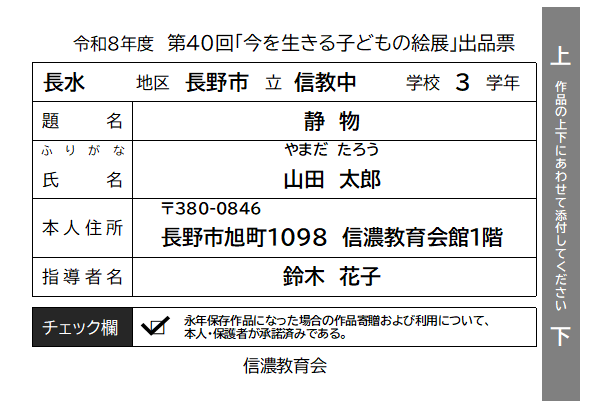 令和8年度 第40回「今を生きる子どもの絵展」出品票
長水 地区 長野市 立 信教中 学校 3 学年
題名 静物
ふりがな やまだ たろう
氏名 山田 太郎
〒380-0846
本人住所 長野市旭町1098 信濃教育会館1階
指導者名 鈴木 花子
チェック欄 ☑ 永年保存作品になった場合の作品寄贈および利用について、
本人・保護者が承諾済みである。
信濃教育会
上 作品の上下にあわせて添付してください 下